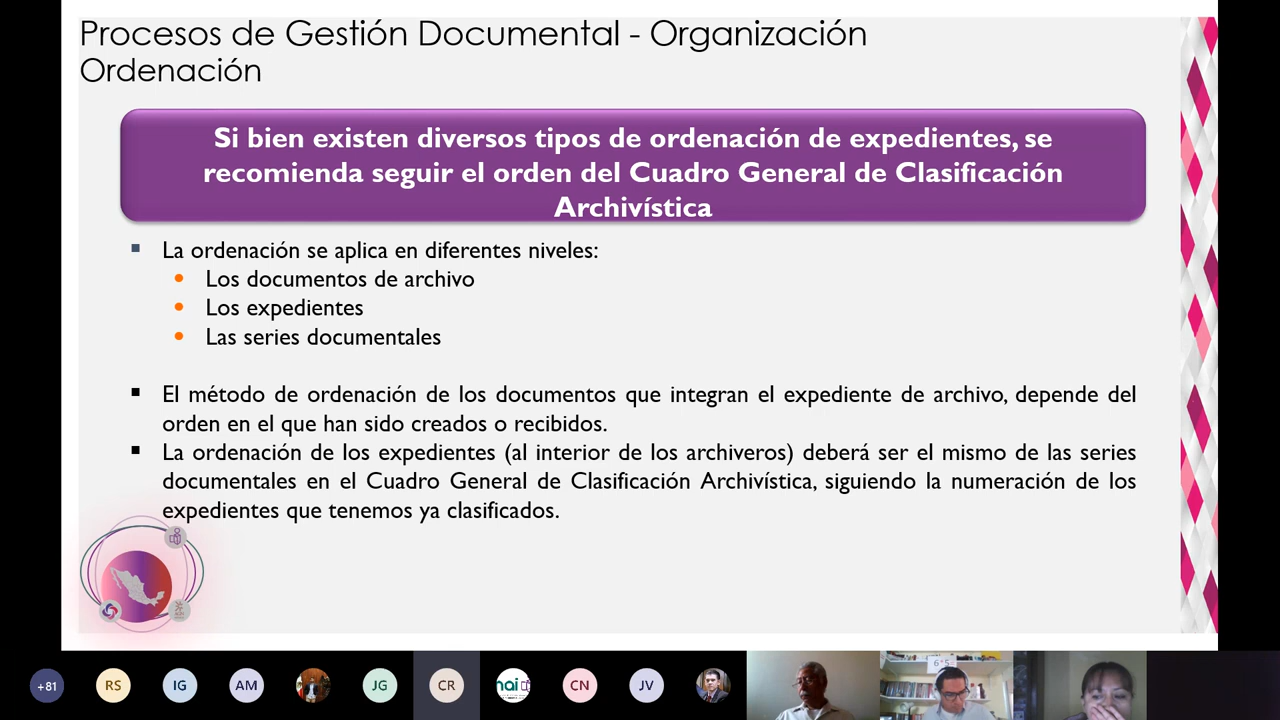 Procesos de Gestión Documental - Organización
Ordenación
Si bien existen diversos tipos de ordenación de expedientes, se
recomienda seguir el orden del Cuadro General de Clasificación
Archivística
La ordenación se aplica en diferentes niveles:
Los documentos de archivo
Los expedientes
Las series documentales
El método de ordenación de los documentos que integran el expediente de archivo, depende del
orden en el que han sido creados o recibidos.
La ordenación de los expedientes (al interior de los archiveros) deberá ser el mismo de las series
documentales en el Cuadro General de Clasificación Archivística, siguiendo la numeración de los
expedientes que tenemos ya clasificados.
+81 RS IG AM JG CR nai CN JV